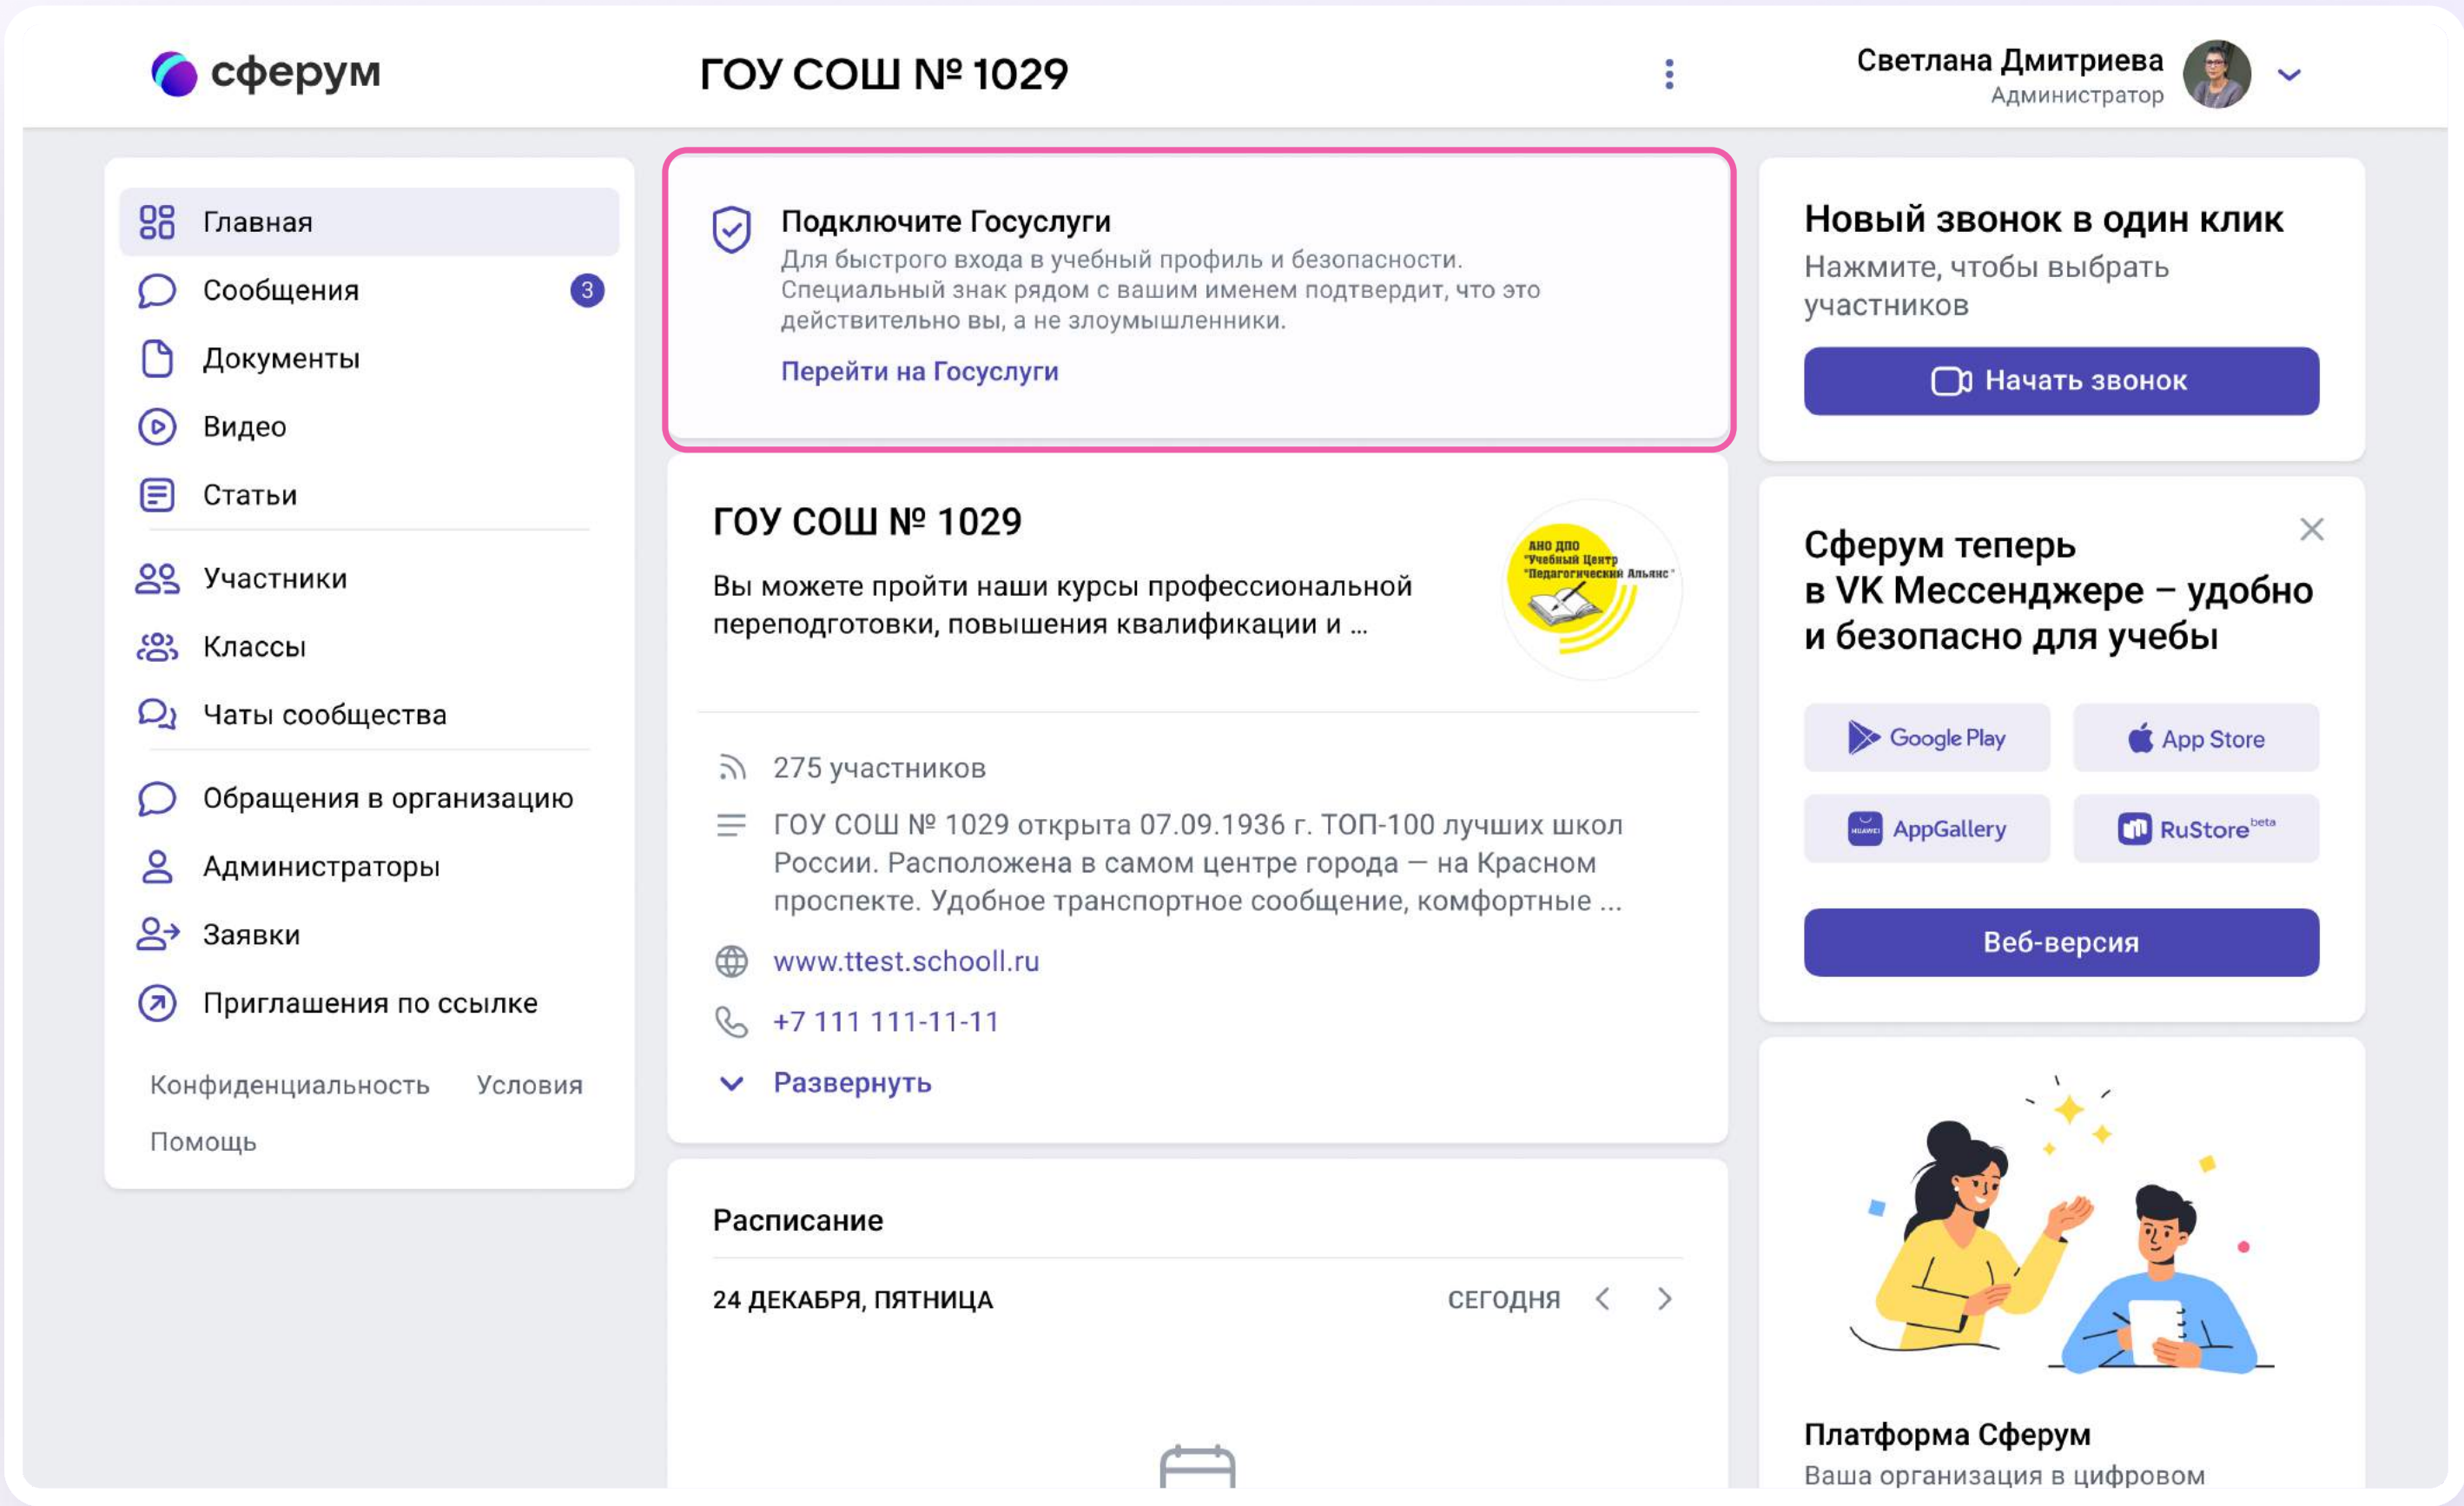 сферум
ГОУ СОШ № 1029
Светлана Дмитриева
Администратор
Главная
Сообщения
3
Документы
Видео
Статьи
Участники
Классы
Чаты сообщества
Обращения в организацию
Администраторы
Заявки
Приглашения по ссылке
Конфиденциальность Условия
Помощь
Подключите Госуслуги
Для быстрого входа в учебный профиль и безопасности.
Специальный знак рядом с вашим именем подтвердит, что это
действительно вы, а не злоумышленники.
Перейти на Госуслуги
ГОУ СОШ № 1029
Вы можете пройти наши курсы профессиональной
переподготовки, повышения квалификации и ...
АНО ДПО
"Учебный Центр
"Педагогический Альянс"
275 участников
ГОУ СОШ № 1029 открыта 07.09.1936 г. ТОП-100 лучших школ
России. Расположена в самом центре города — на Красном
проспекте. Удобное транспортное сообщение, комфортные ...
www.ttest.schooll.ru
+7 111 111-11-11
Развернуть
Расписание
24 ДЕКАБРЯ, ПЯТНИЦА
СЕГОДНЯ
Новый звонок в один клик
Нажмите, чтобы выбрать
участников
Начать звонок
Сферум теперь
в VK Мессенджере – удобно
и безопасно для учебы
Google Play
App Store
HUAWEI AppGallery
RuStore beta
Веб-версия
Платформа Сферум
Ваша организация в цифровом